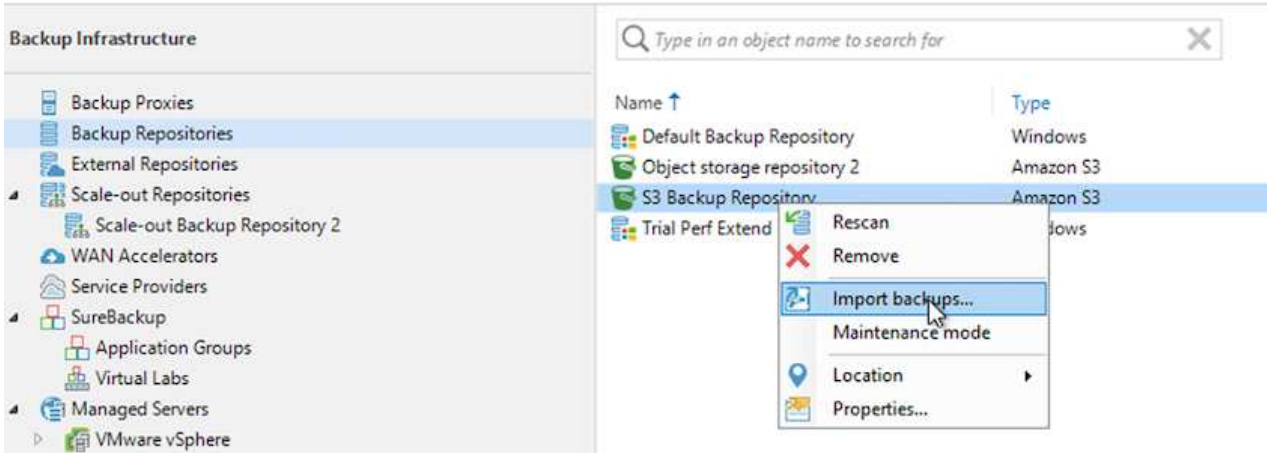 Backup Infrastructure
Type in an object name to search for
Backup Proxies
Backup Repositories
External Repositories
Scale-out Repositories
Scale-out Backup Repository 2
WAN Accelerators
Service Providers
SureBackup
Application Groups
Virtual Labs
Managed Servers
VMware vSphere
Name Type
Default Backup Repository Windows
Object storage repository 2 Amazon S3
S3 Backup Repository Amazon S3
Trial Perf Extend dows
Rescan
Remove
Import backups...
Maintenance mode
Location
Properties...